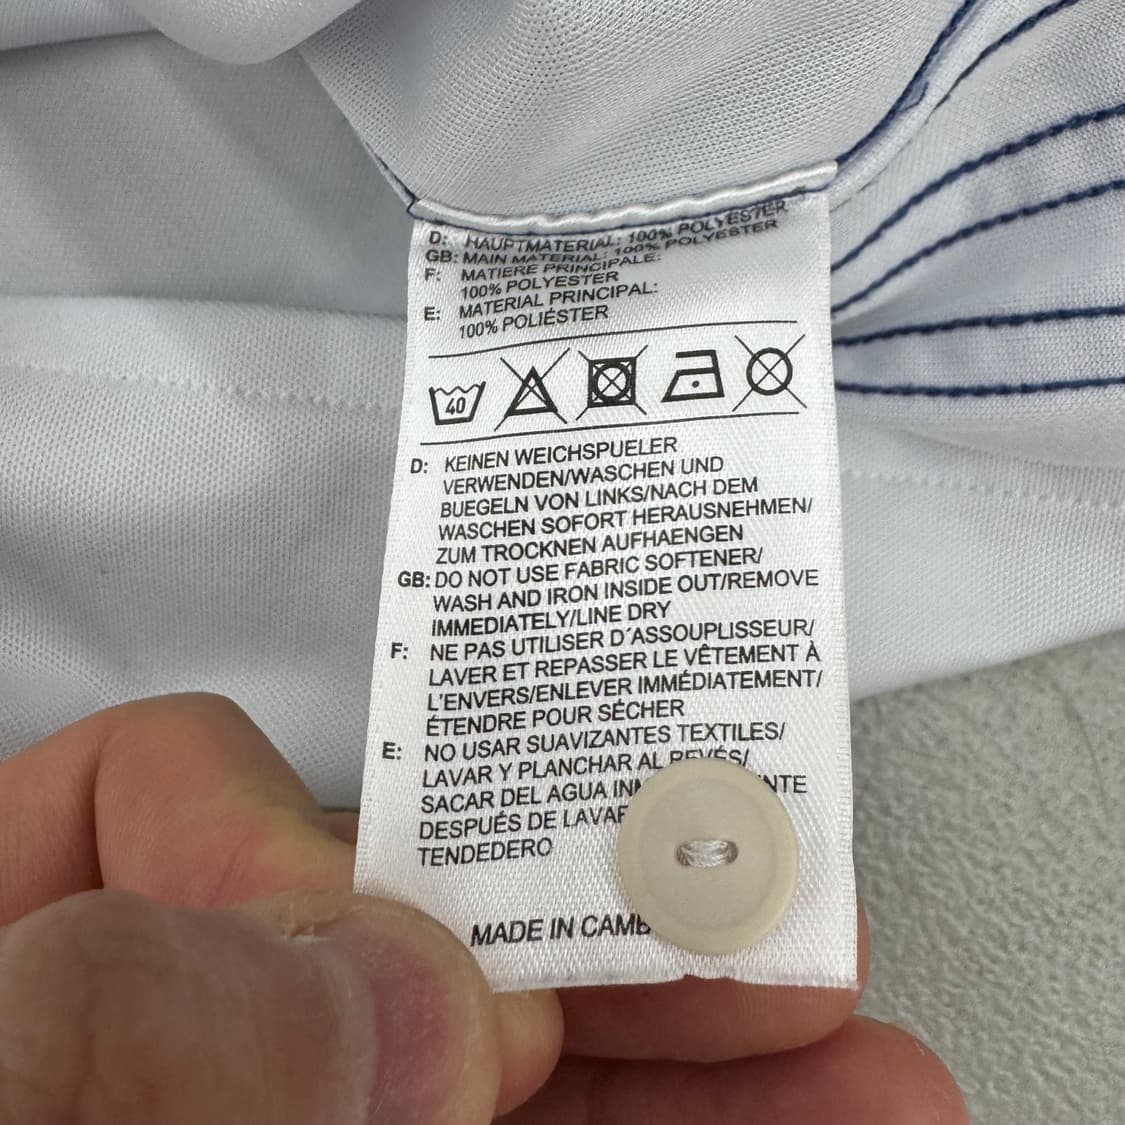 D: HAUPTMATERIAL: 100% POLYESTER
GB: MAIN MATERIAL: 100% POLYESTER
F: MATIERE PRINCIPALE:
100% POLYESTER
E: MATERIAL PRINCIPAL:
100% POLIÉSTER
40
D: KEINEN WEICHSPUELER
VERWENDEN/WASCHEN UND
BUEGELN VON LINKS/NACH DEM
WASCHEN SOFORT HERAUSNEHMEN/
ZUM TROCKNEN AUFHAENGEN
GB: DO NOT USE FABRIC SOFTENER/
WASH AND IRON INSIDE OUT/REMOVE
IMMEDIATELY/LINE DRY
F: NE PAS UTILISER D´ASSOUPLISSEUR/
LAVER ET REPASSER LE VÊTEMENT À
L'ENVERS/ENLEVER IMMÉDIATEMENT/
ÉTENDRE POUR SÉCHER
E: NO USAR SUAVIZANTES TEXTILES/
LAVAR Y PLANCHAR AL REVÉS/
SACAR DEL AGUA
DESPUÉS DE
TENDEDERO
MADE IN